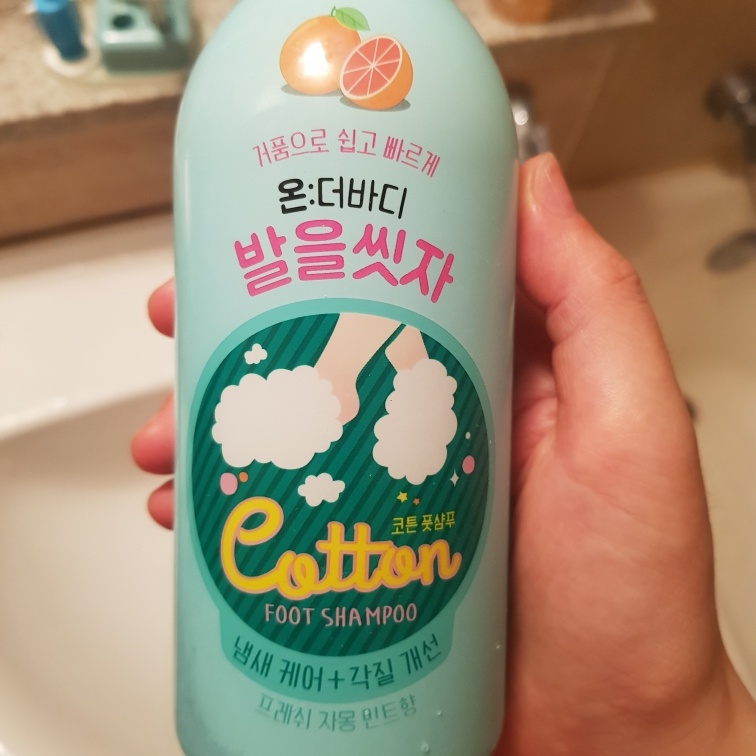 거품으로 쉽고 빠르게
온:더바디
발을씻자
코튼 풋샴푸
Cotton
FOOT SHAMPOO
냄새 케어+각질 개선
프레쉬 자몽 민트향